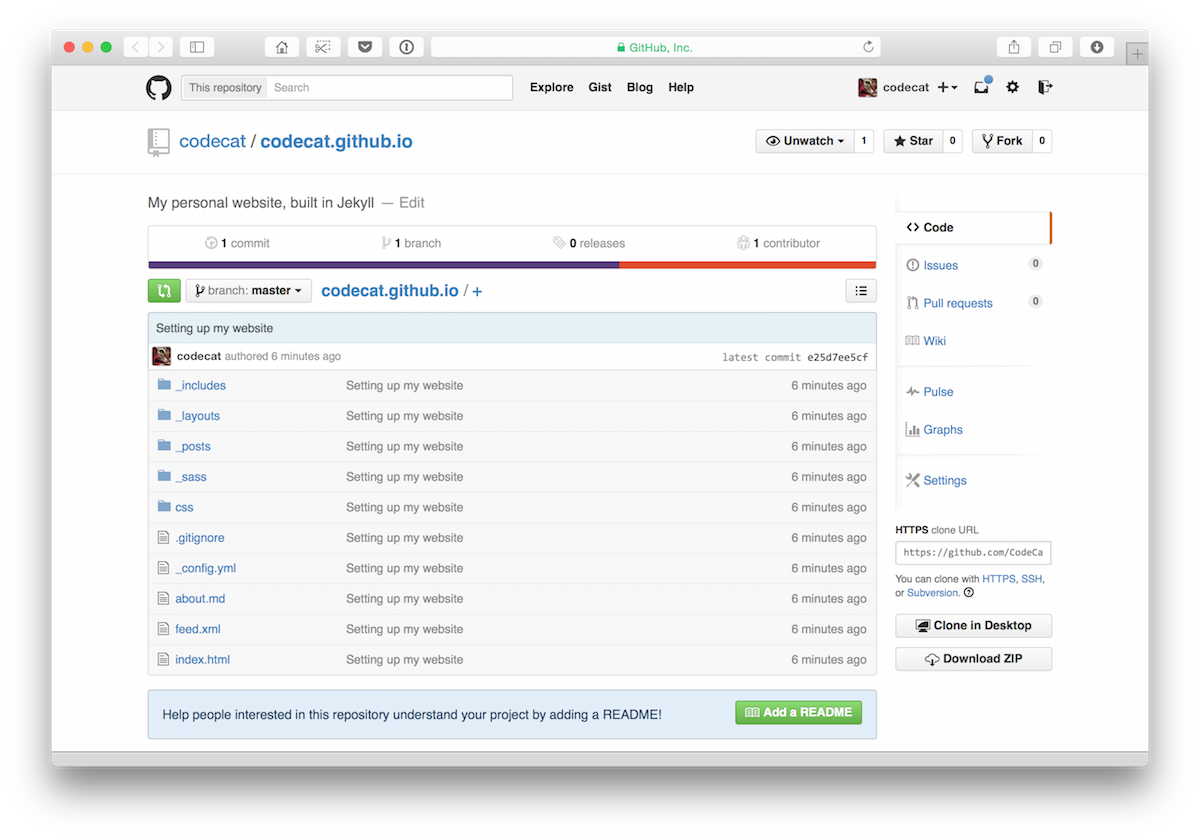 GitHub, Inc.
This repository Search Explore Gist Blog Help codecat
codecat / codecat.github.io Unwatch 1 Star 0 Fork 0
My personal website, built in Jekyll — Edit
1 commit 1 branch 0 releases 1 contributor
branch: master codecat.github.io / +
Setting up my website
codecat authored 6 minutes ago latest commit e25d7ee5cf
_includes Setting up my website 6 minutes ago
_layouts Setting up my website 6 minutes ago
_posts Setting up my website 6 minutes ago
_sass Setting up my website 6 minutes ago
css Setting up my website 6 minutes ago
.gitignore Setting up my website 6 minutes ago
_config.yml Setting up my website 6 minutes ago
about.md Setting up my website 6 minutes ago
feed.xml Setting up my website 6 minutes ago
index.html Setting up my website 6 minutes ago
Help people interested in this repository understand your project by adding a README! Add a README
Code
Issues 0
Pull requests 0
Wiki
Pulse
Graphs
Settings
HTTPS clone URL
https://github.com/CodeCa
You can clone with HTTPS, SSH,
or Subversion.
Clone in Desktop
Download ZIP